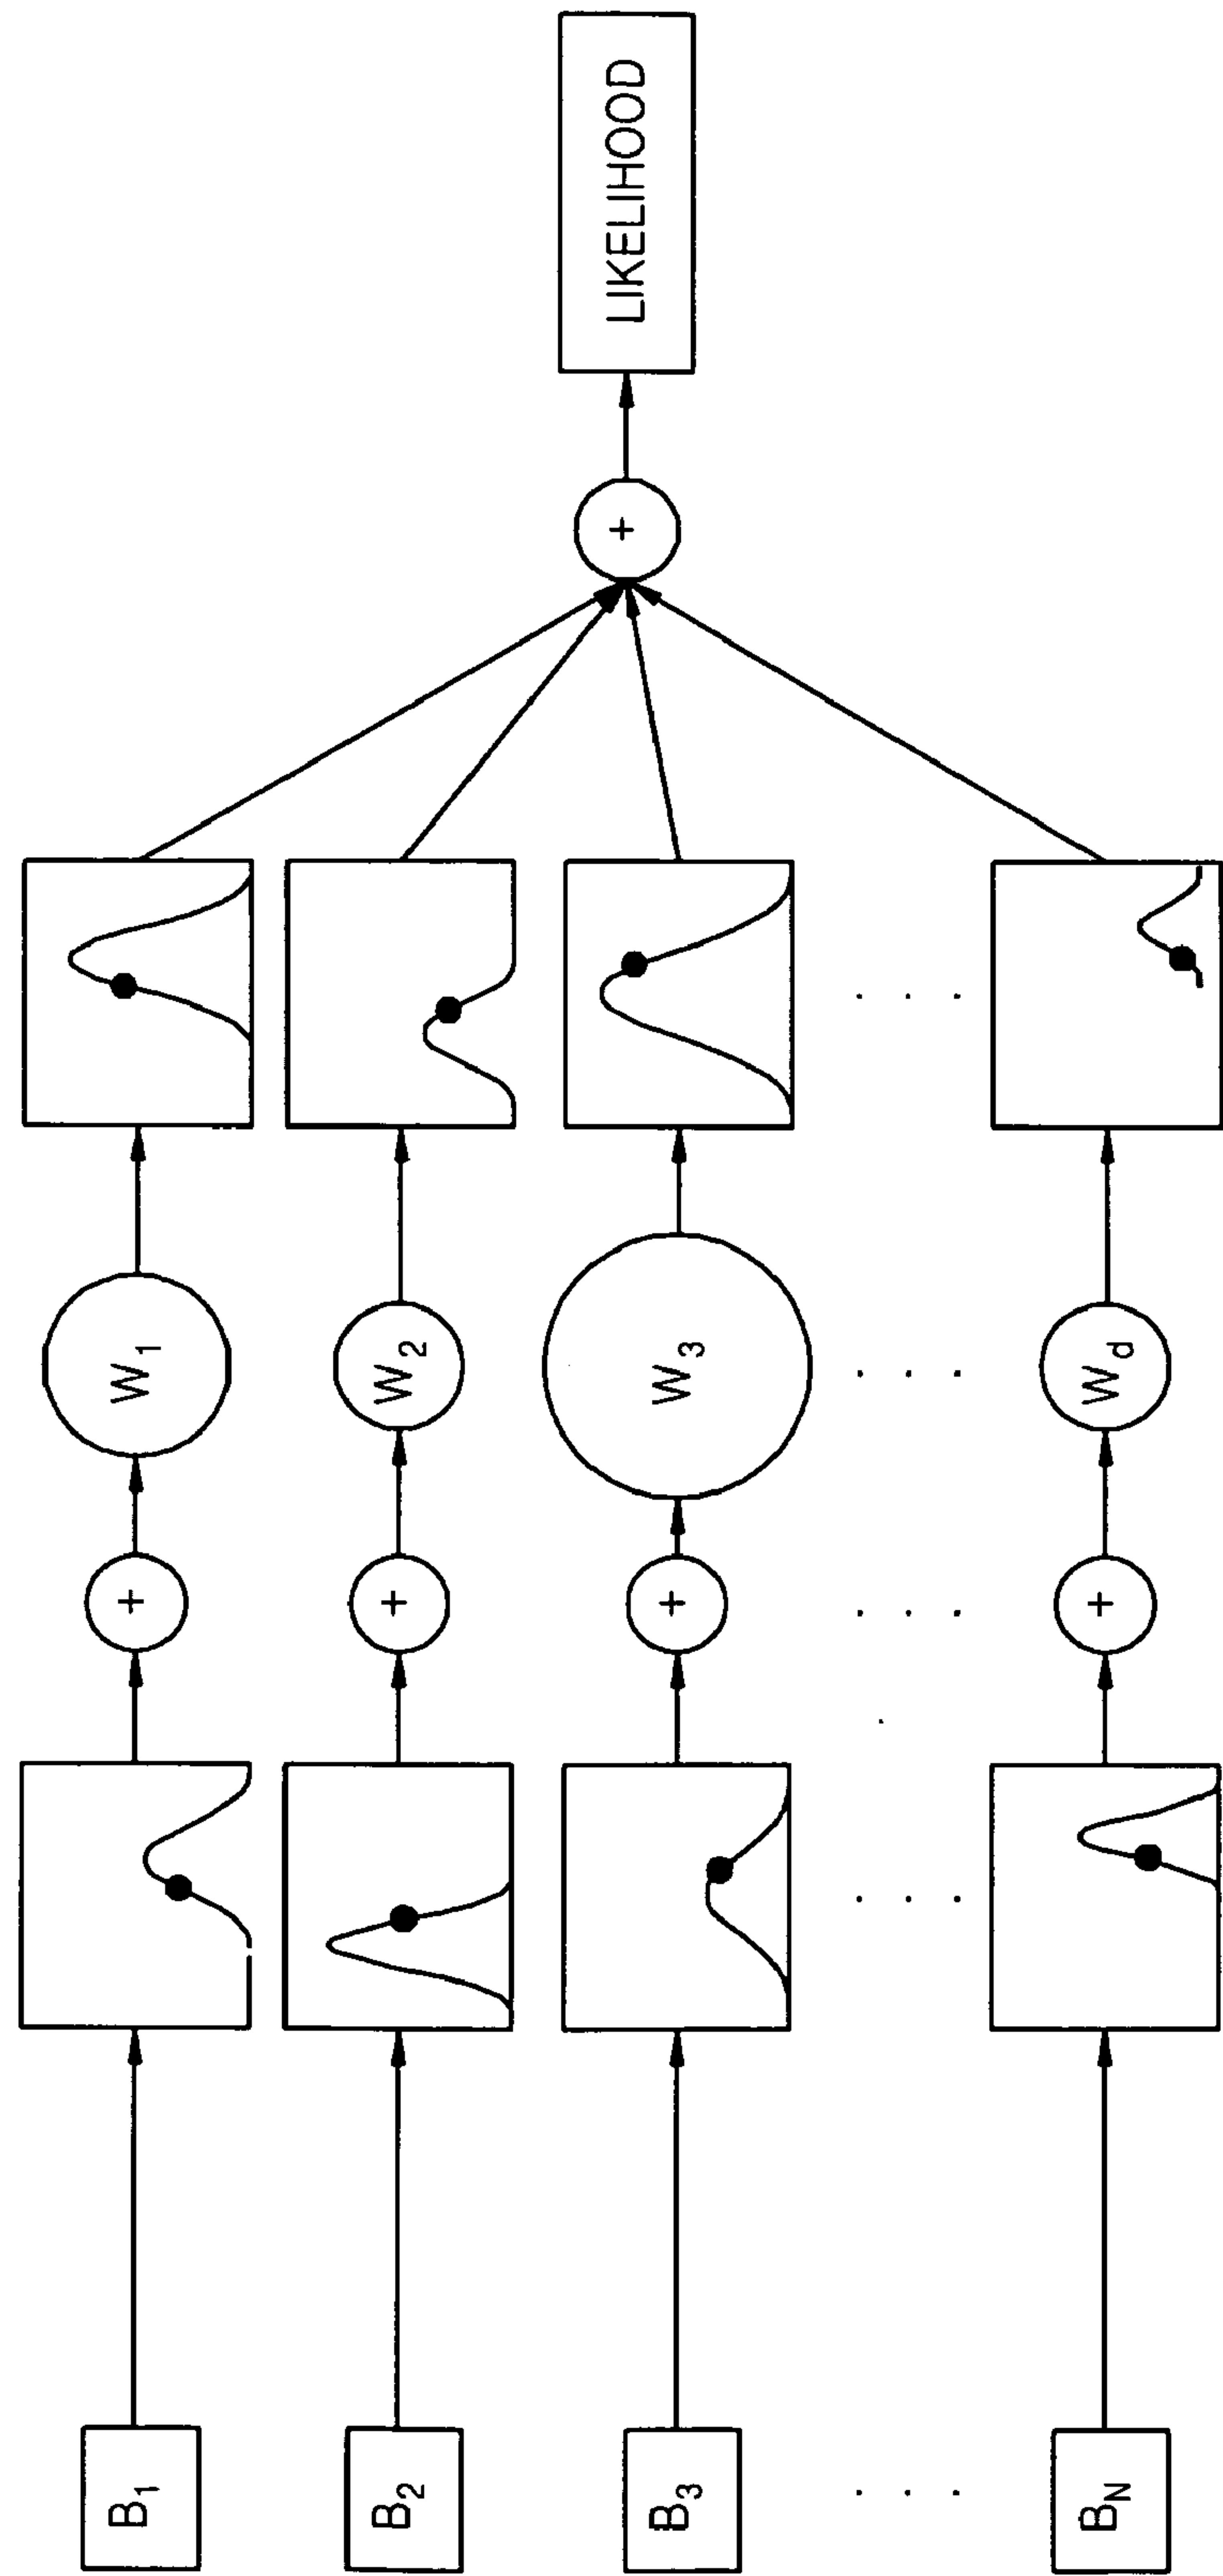 B1
+
W1
B2
+
W2
B3
+
W3
. . .
. . .
. . .
. . .
. . .
BN
+
Wd
+
LIKELIHOOD